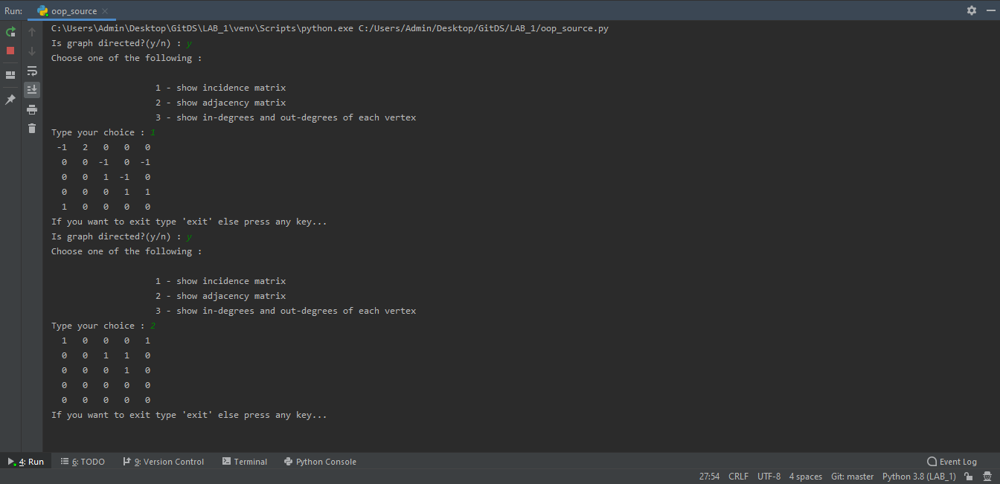 Run: oop_source
C:\Users\Admin\Desktop\GitDS\LAB_1\venv\Scripts\python.exe C:/Users/Admin/Desktop/GitDS/LAB_1/oop_source.py
Is graph directed?(y/n) : y
Choose one of the following :
1 - show incidence matrix
2 - show adjacency matrix
3 - show in-degrees and out-degrees of each vertex
Type your choice : 1
-1 2 0 0 0
0 0 -1 0 -1
0 0 1 -1 0
0 0 0 1 1
1 0 0 0 0
If you want to exit type 'exit' else press any key...
Is graph directed?(y/n) : y
Choose one of the following :
1 - show incidence matrix
2 - show adjacency matrix
3 - show in-degrees and out-degrees of each vertex
Type your choice : 2
1 0 0 0 1
0 0 1 1 0
0 0 0 1 0
0 0 0 0 0
0 0 0 0 0
If you want to exit type 'exit' else press any key...
4: Run 6: TODO 9: Version Control Terminal Python Console Event Log
27:54 CRLF UTF-8 4 spaces Git: master Python 3.8 (LAB_1)